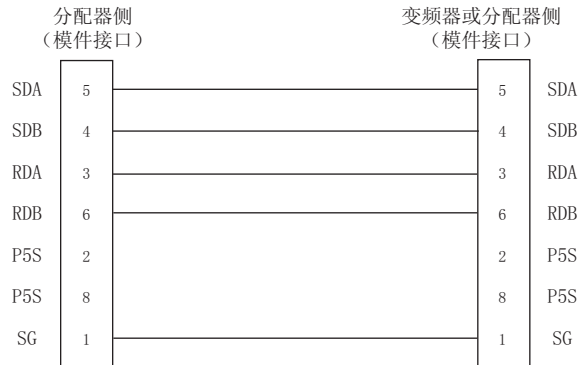 分配器侧 变频器或分配器侧
（模件接口） （模件接口）
SDA 5 5 SDA
SDB 4 4 SDB
RDA 3 3 RDA
RDB 6 6 RDB
P5S 2 2 P5S
P5S 8 8 P5S
SG 1 1 SG